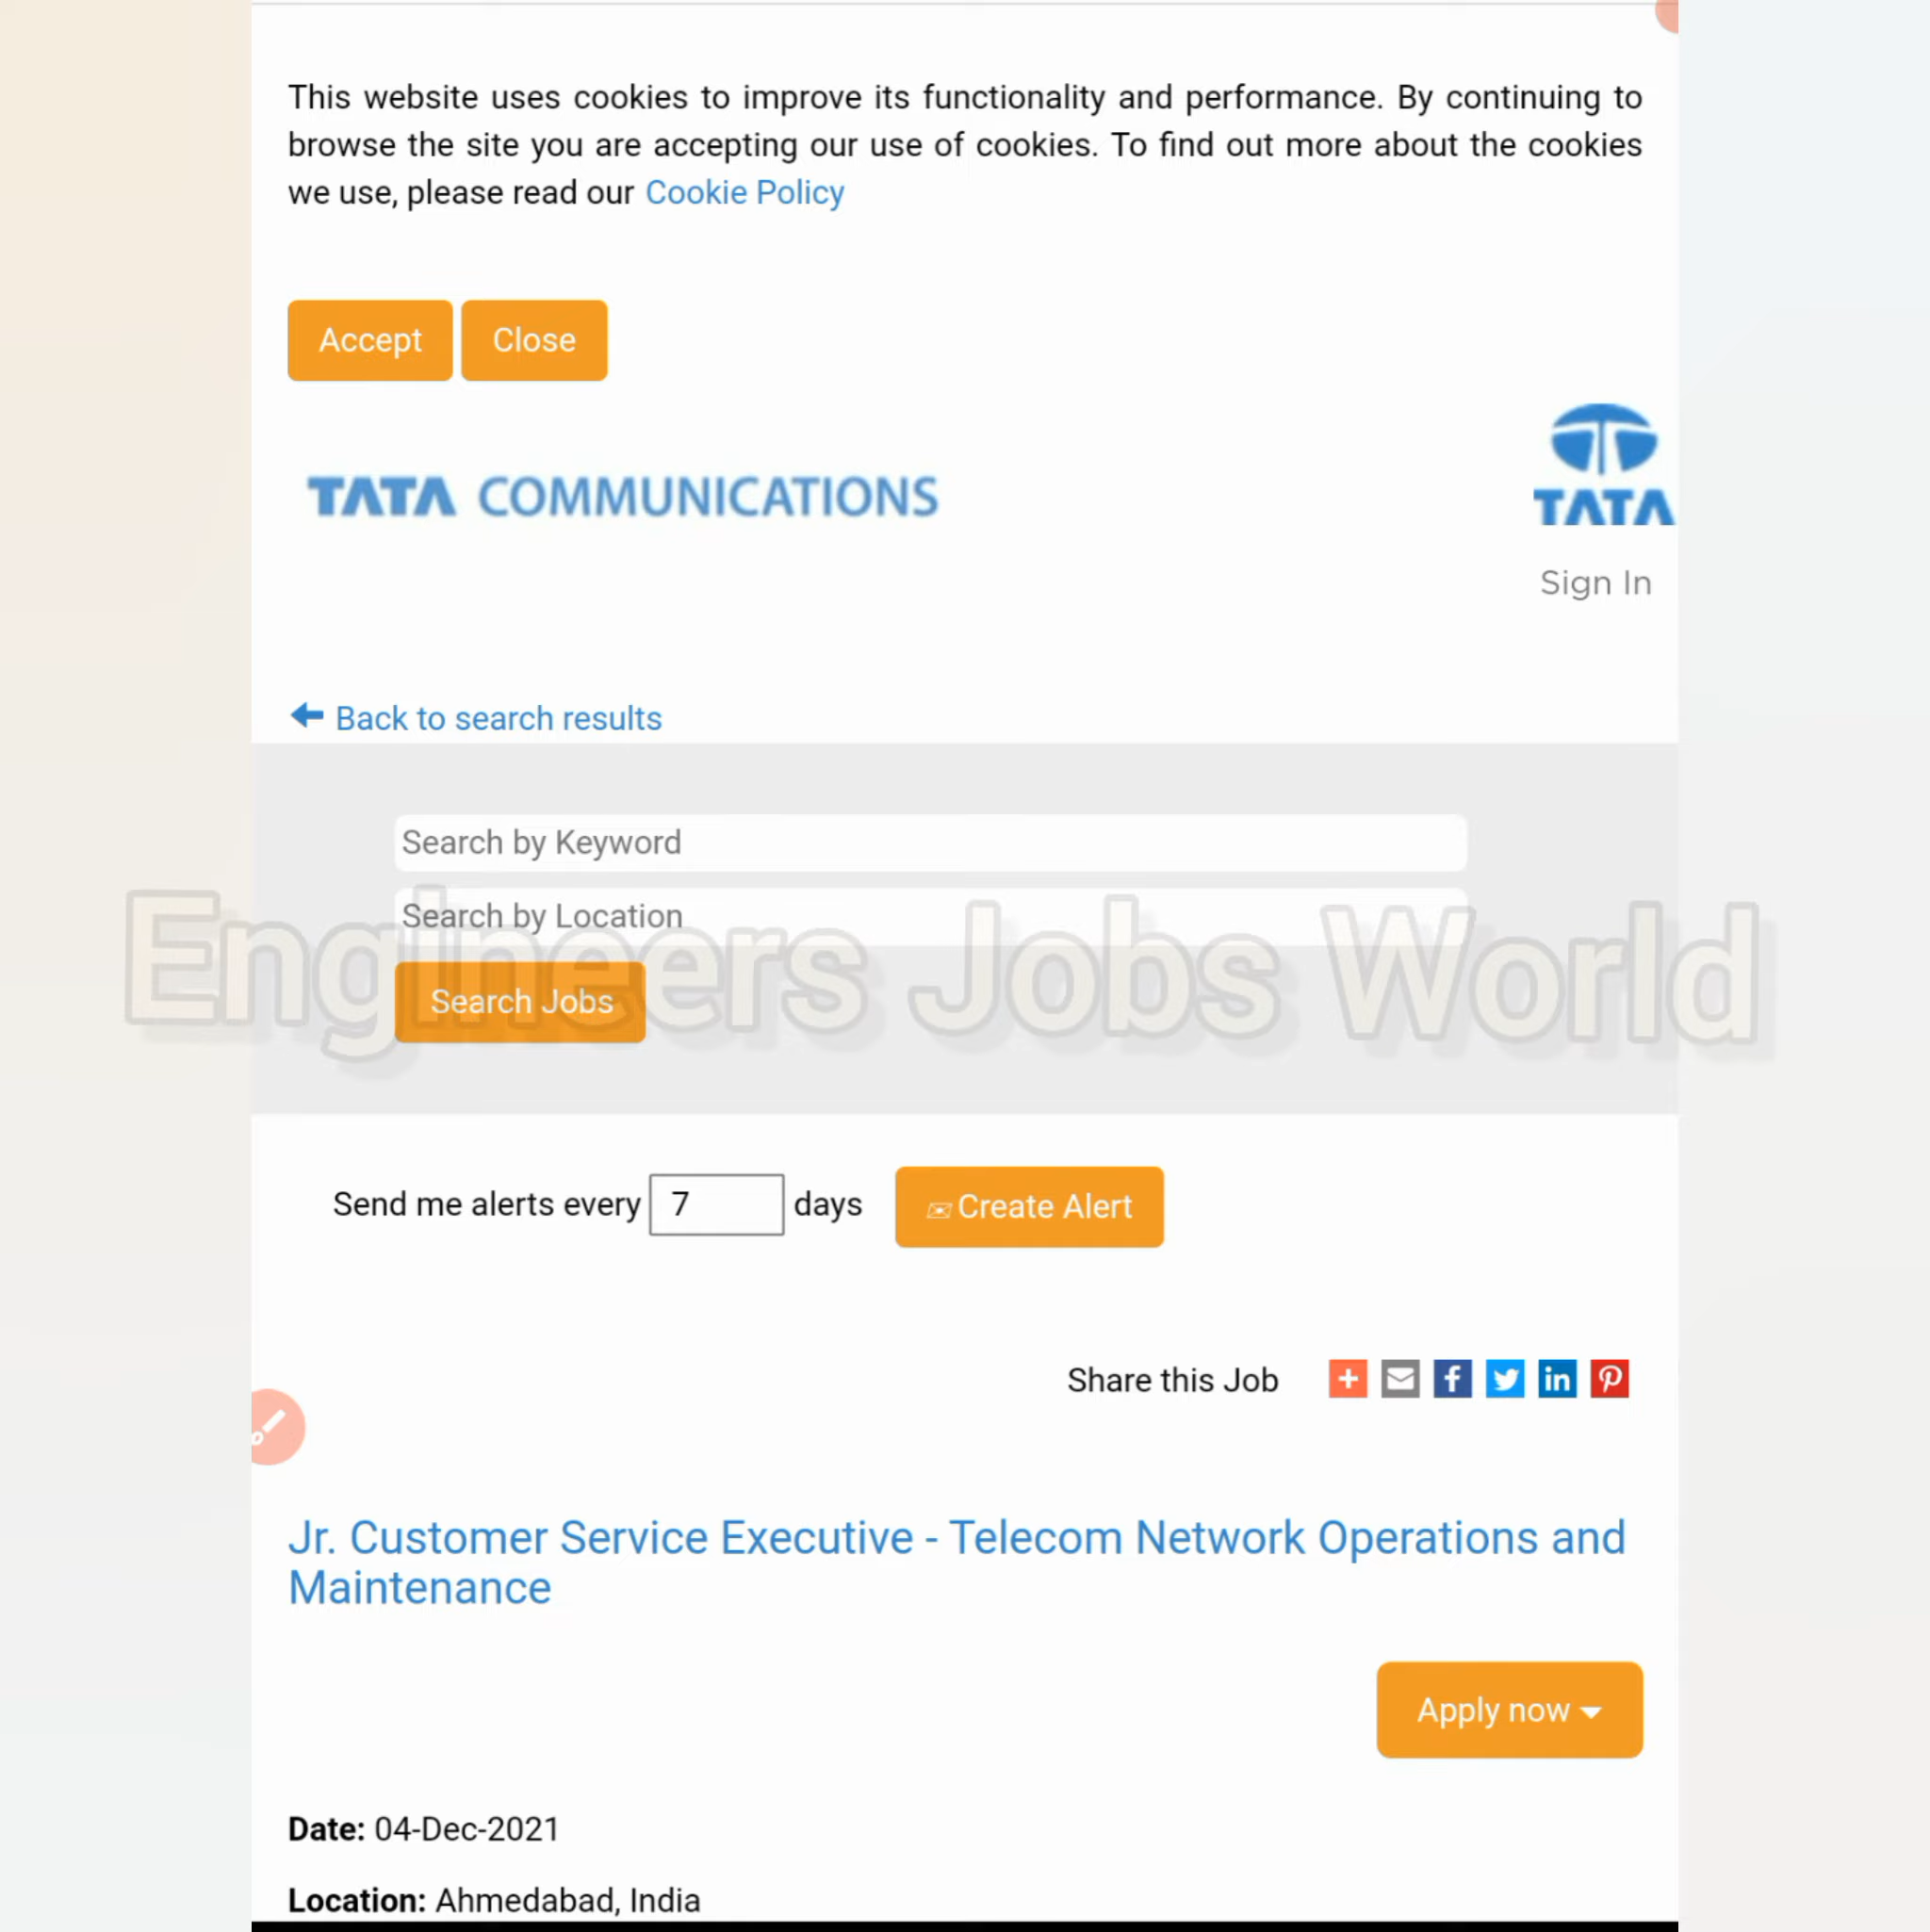 This website uses cookies to improve its functionality and performance. By continuing to
browse the site you are accepting our use of cookies. To find out more about the cookies
we use, please read our Cookie Policy
Accept Close
TATA COMMUNICATIONS
TATA
Sign In
Back to search results
Search by Keyword
Search by Location
Engineers Jobs World
Search Jobs
Send me alerts every 7 days Create Alert
Share this Job
Jr. Customer Service Executive - Telecom Network Operations and
Maintenance
Apply now
Date: 04-Dec-2021
Location: Ahmedabad, India